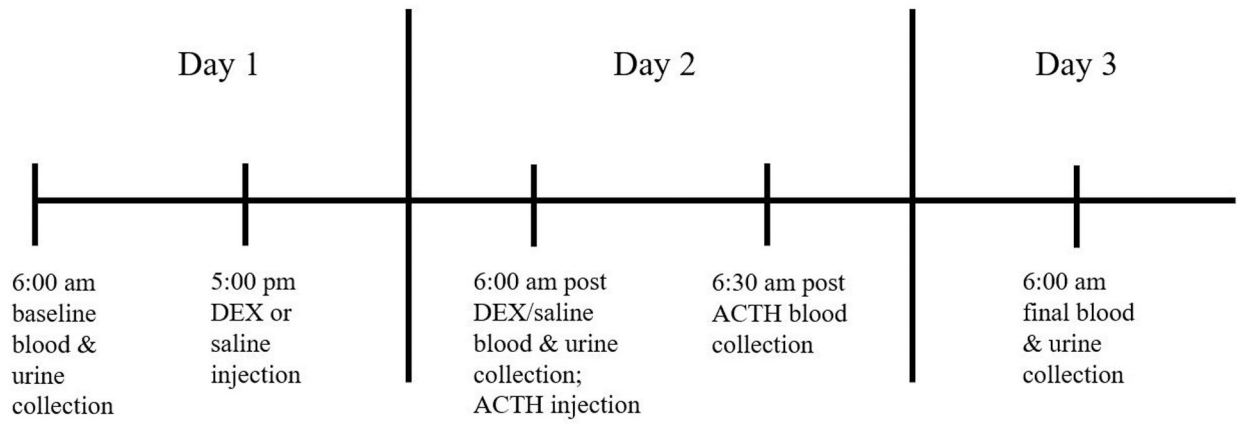 Day 1
Day 2
Day 3
6:00 am
baseline
blood &
urine
collection
5:00 pm
DEX or
saline
injection
6:00 am post
DEX/saline
blood & urine
collection;
ACTH injection
6:30 am post
ACTH blood
collection
6:00 am
final blood
& urine
collection